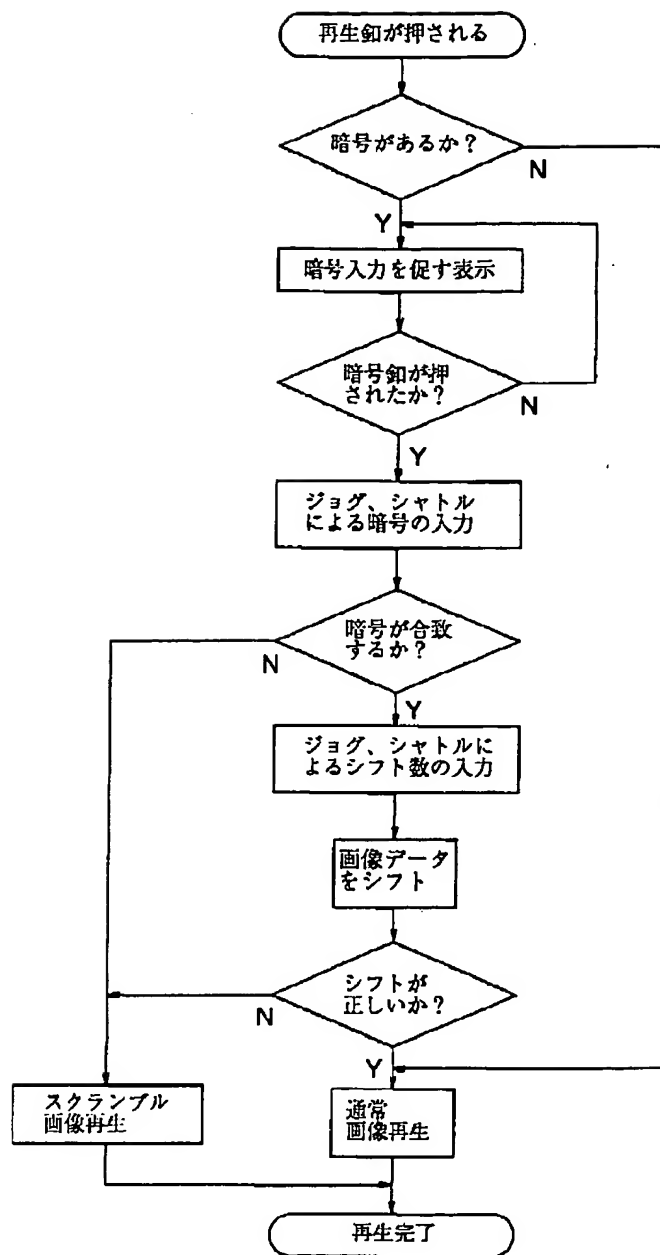 再生釦が押される
暗号があるか?
N
Y
暗号入力を促す表示
暗号釦が押
されたか?
N
Y
ジョグ、シャトル
による暗号の入力
暗号が合致
するか?
N
Y
ジョグ、シャトルに
よるシフト数の入力
画像データ
をシフト
シフトが
正しいか?
N
Y
スクランブル
画像再生
通常
画像再生
再生完了